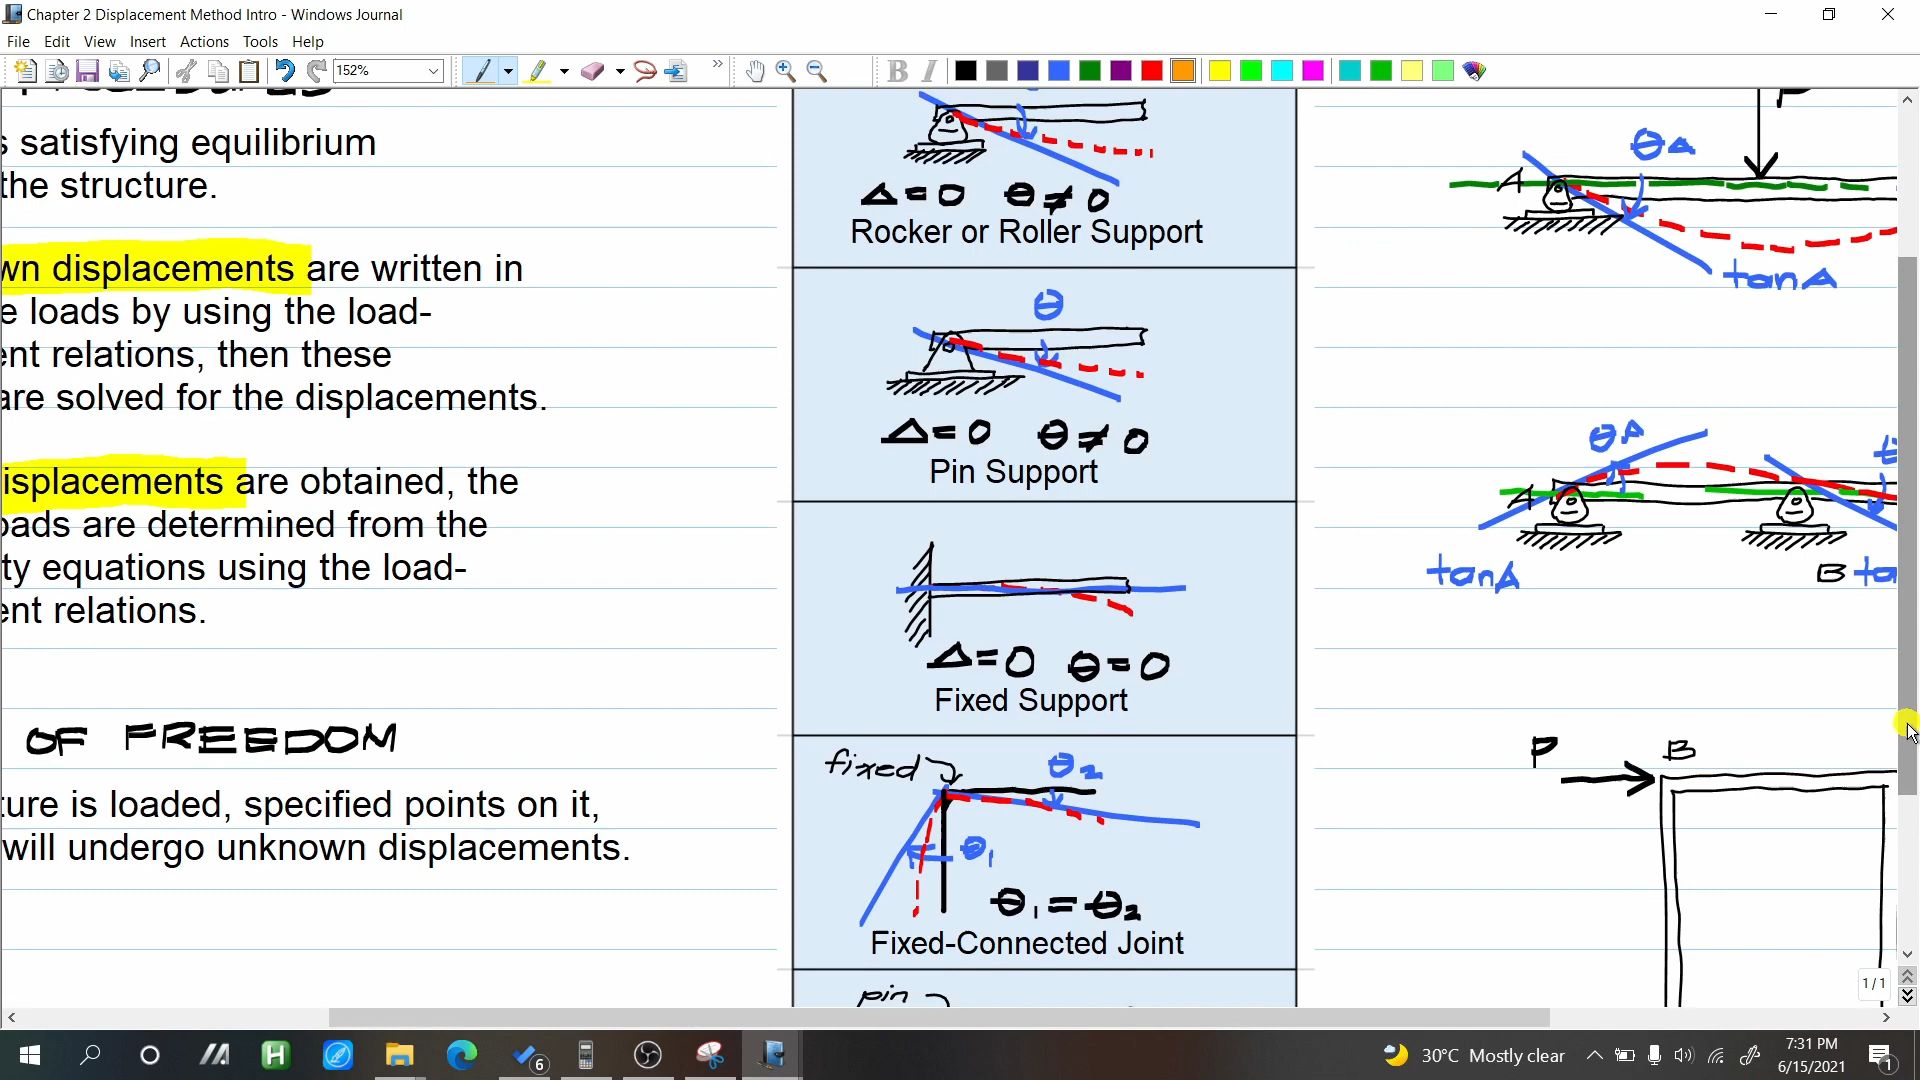 Chapter 2 Displacement Method Intro - Windows Journal
File Edit View Insert Actions Tools Help
152%
s satisfying equilibrium
the structure.
wn displacements are written in
e loads by using the load-
ent relations, then these
are solved for the displacements.
isplacements are obtained, the
oads are determined from the
ty equations using the load-
ent relations.
OF FREEDOM
ture is loaded, specified points on it,
will undergo unknown displacements.
Δ=0 θ≠0
Rocker or Roller Support
θ
Δ=0 θ≠0
Pin Support
Δ=0 θ=0
Fixed Support
fixed
θ2
θ1
θ1=θ2
Fixed-Connected Joint
pin
P
θA
A
tanA
θA
A
tanA
B
P
B
1/1
6
30°C Mostly clear
7:31 PM
6/15/2021
1